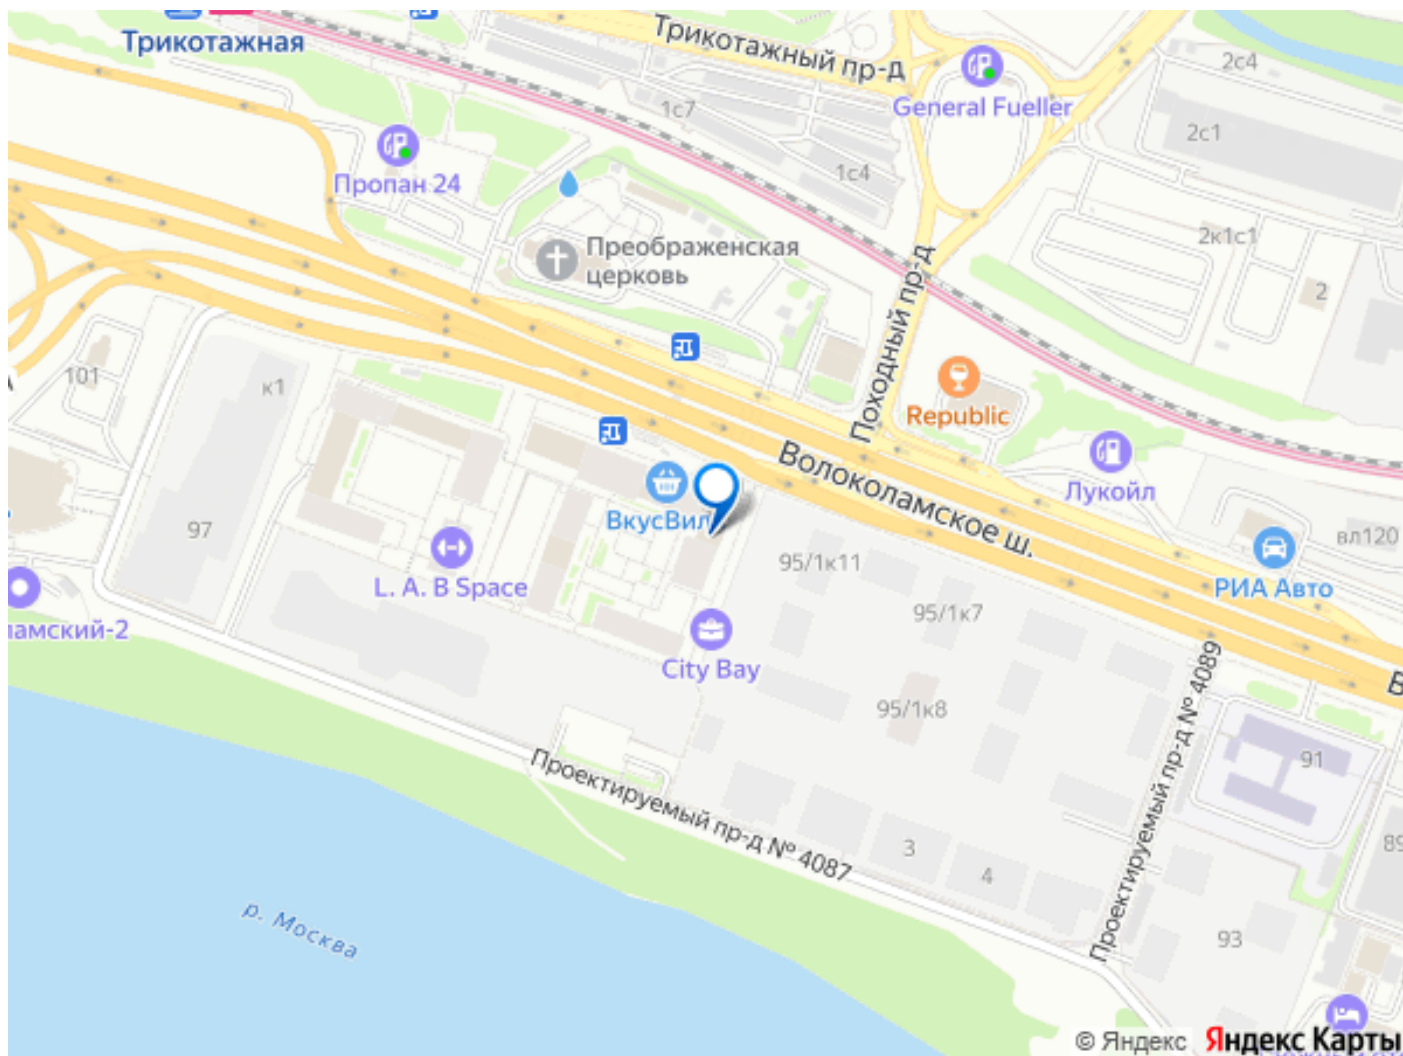 Трикотажная
Трикотажный пр-д
General Fueller
2с4
1с7
2с1
1с4
Пропан 24
Преображенская
церковь
2к1с1
2
Походный пр-д
101
к1
Republic
Волоколамское ш.
Лукойл
ВкусВил
97
95/1к11
вл120
L. A. B Space
РИА Авто
95/1к7
ламский-2
City Bay
95/1к8
Проектируемый пр-д № 4089
В
91
Проектируемый пр-д № 4087
3
4
89
р. Москва
93
© Яндекс Яндекс Карты